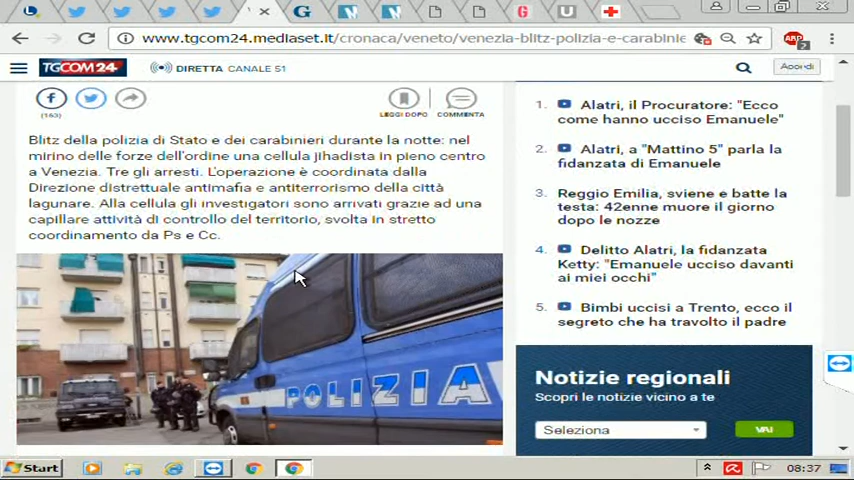 www.tgcom24.mediaset.it/cronaca/veneto/venezia-blitz-polizia-e-carabinie
2
TGCOM24
DIRETTA CANALE 51
Accedi
(163)
LEGGI DOPO
COMMENTA
Blitz della polizia di Stato e dei carabinieri durante la notte: nel
mirino delle forze dell'ordine una cellula jihadista in pieno centro
a Venezia. Tre gli arresti. L'operazione è coordinata dalla
Direzione distrettuale antimafia e antiterrorismo della città
lagunare. Alla cellula gli investigatori sono arrivati grazie ad una
capillare attività di controllo del territorio, svolta in stretto
coordinamento da Ps e Cc.
POLIZIA
1. Alatri, il Procuratore: "Ecco
come hanno ucciso Emanuele"
2. Alatri, a "Mattino 5" parla la
fidanzata di Emanuele
3. Reggio Emilia, sviene e batte la
testa: 42enne muore il giorno
dopo le nozze
4. Delitto Alatri, la fidanzata
Ketty: "Emanuele ucciso davanti
ai miei occhi"
5. Bimbi uccisi a Trento, ecco il
segreto che ha travolto il padre
Notizie regionali
Scopri le notizie vicino a te
Seleziona
VAI
Start
08:37